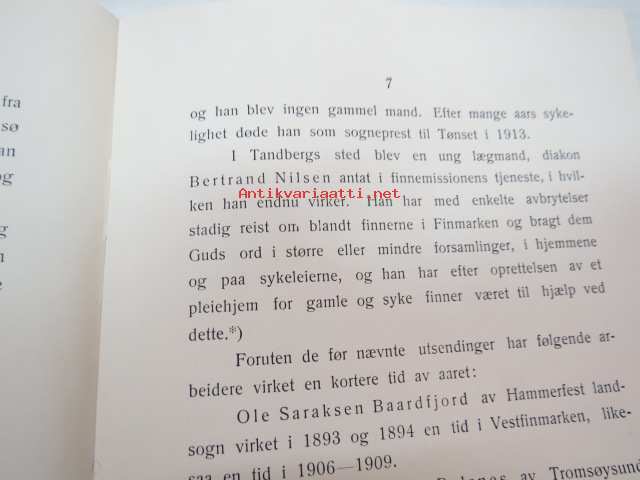 fra
sø
7
og han blev ingen gammel mand. Efter mange aars syke-
lighet døde han som sogneprest til Tønset i 1913.
I Tandbergs sted blev en ung lægmand, diakon
Bertrand Nilsen antat i finnemissionens tjeneste, i hvil-
Antikvariaatti.net
ken han endnu virker. Han har med enkelte avbrytelser
stadig reist om blandt finnerne i Finmarken og bragt dem
Guds ord i større eller mindre forsamlinger, i hjemmene
og paa sykeleierne, og han har efter oprettelsen av et
pleiehjem for gamle og syke finner været til hjælp ved
dette.*)
Foruten de før nævnte utsendinger har følgende ar-
beidere virket en kortere tid av aaret:
Ole Saraksen Baardfjord av Hammerfest land-
sogn virket i 1893 og 1894 en tid i Vestfinmarken, like-
saa en tid i 1906—1909.
av Tromsøysund